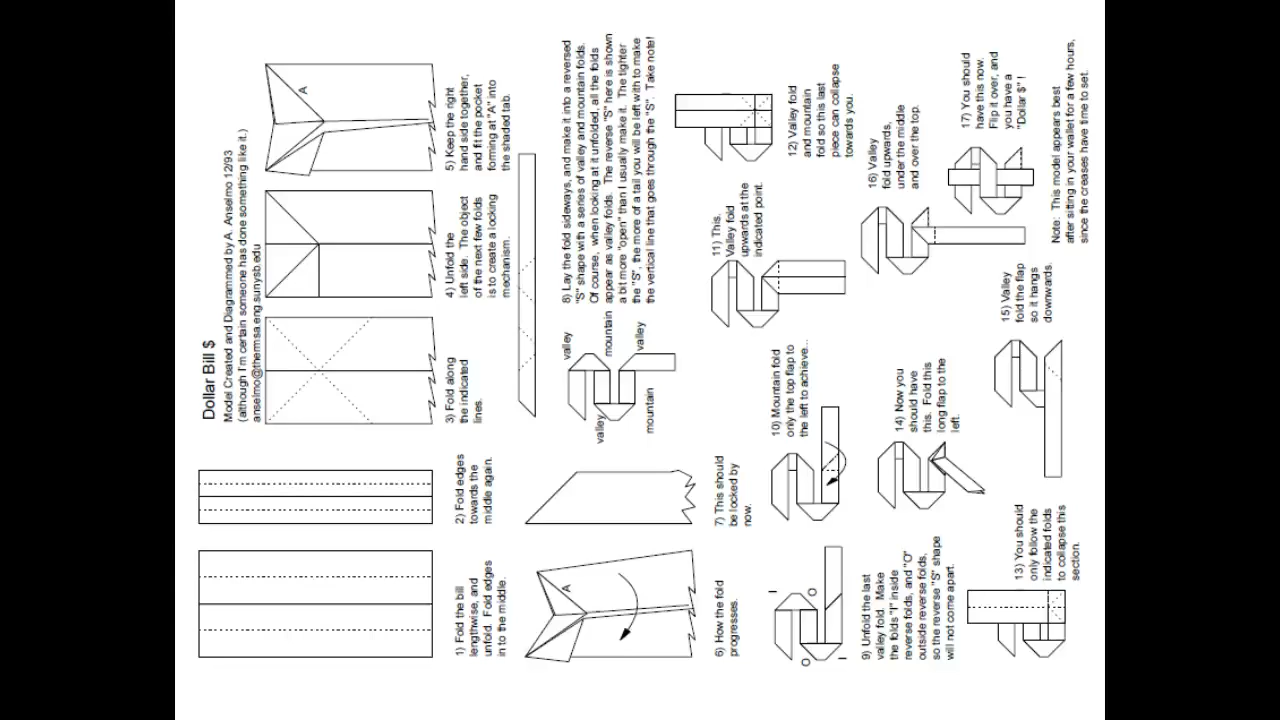 Dollar Bill $
Model Created and Diagrammed by A. Anselmo 12/93
(although I'm certain someone has done something like it.)
anselmo@thermsa.eng.sunysb.edu
1) Fold the bill
lengthwise, and
unfold. Fold edges
in to the middle.
2) Fold edges
towards the
middle again.
3) Fold along
the indicated
lines.
4) Unfold the
left side. The object
of the next few folds
is to create a locking
mechanism.
A
5) Keep the right
hand side together,
and fit the pocket
forming at "A" into
the shaded tab.
A
6) How the fold
progresses.
7) This should
be locked by
now.
valley
mountain
valley
valley
mountain
8) Lay the fold sideways, and make it into a reversed
"S" shape with a series of valley and mountain folds.
Of course, when looking at it unfolded, all the folds
appear as valley folds. The reverse "S" here is shown
a bit more "open" than I usually make it. The tighter
the "S", the more of a tail you will be left with to make
the vertical line that goes through the "S". Take note!
I
O
O
I
9) Unfold the last
valley fold. Make
the folds "I" inside
reverse folds, and "O"
outside reverse folds,
so the reverse "S" shape
will not come apart.
10) Mountain fold
only the top flap to
the left to achieve...
11) This.
Valley fold
upwards at the
indicated point.
12) Valley fold
and mountain
fold so this last
piece can collapse
towards you.
13) You should
only follow the
indicated folds
to collapse this
section.
14) Now you
should have
this. Fold this
long flap to the
left.
15) Valley
fold the flap
so it hangs
downwards.
16) Valley
fold upwards,
under the middle
and over the top.
17) You should
have this now.
Flip it over, and
you have a
"Dollar $" !
Note: This model appears best
after sitting in your wallet for a few hours,
since the creases have time to set.